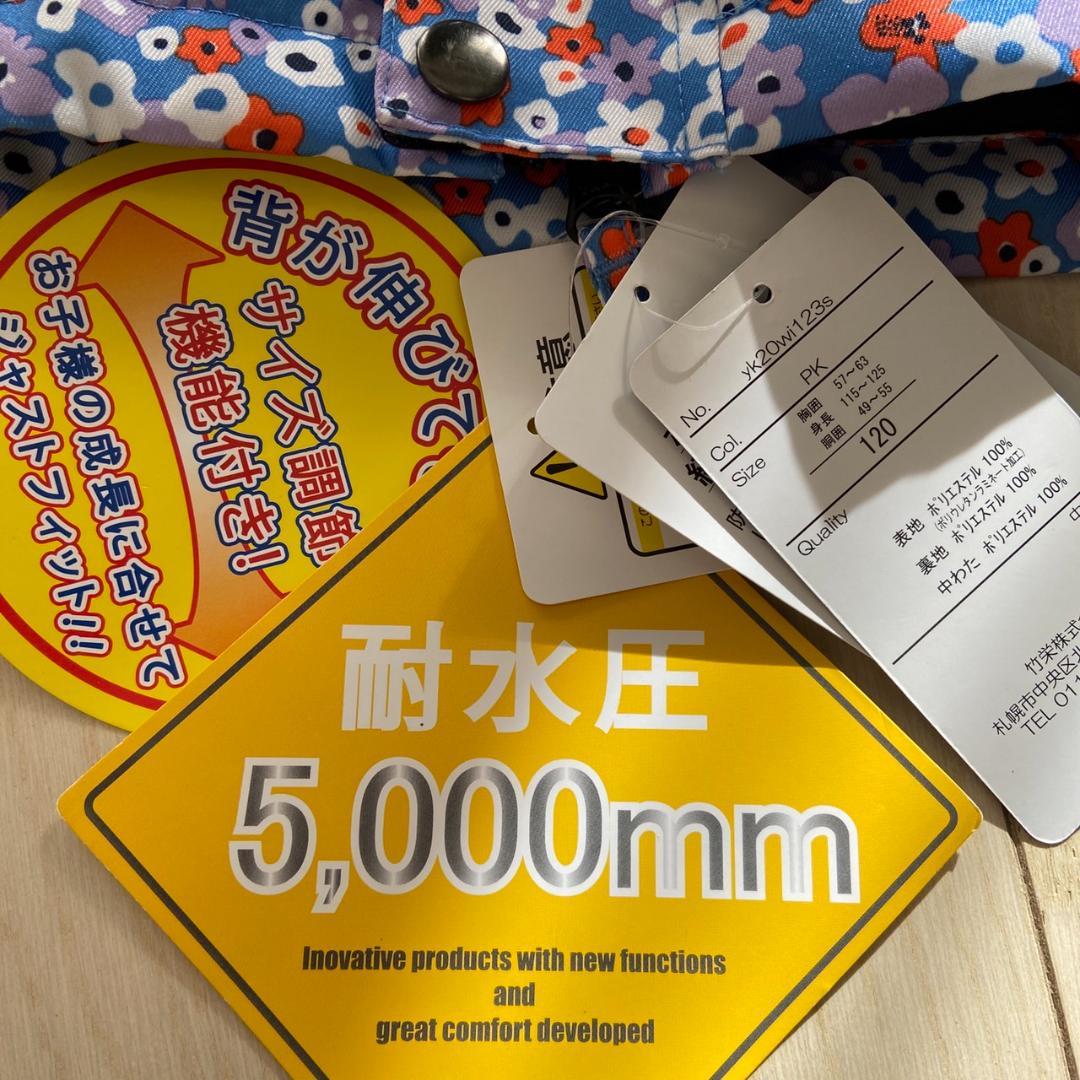 背が伸びて
サイズ調節
機能付き!
お子様の成長に合せて
ジャストフィット!!
耐水圧
5,000mm
Inovative products with new functions
and
great comfort developed
No. yk20wi123s
Col. PK
Size
胸囲 57～63
身長 115～125
胴囲 49～55
120
Quality
表地 ポリエステル 100%
(ポリウレタンラミネート加工)
裏地 ポリエステル 100%
中わた ポリエステル 100%
中
竹栄株式
札幌市中央区北
TEL 011